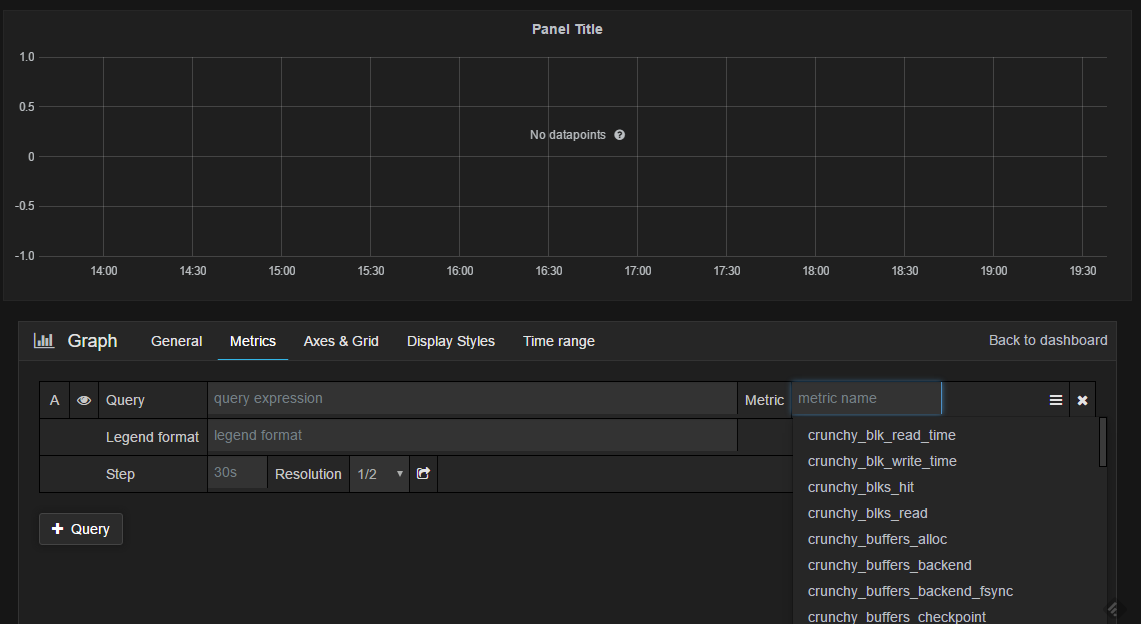 Panel Title
1.0
0.5
0
-0.5
-1.0
No datapoints
14:00 14:30 15:00 15:30 16:00 16:30 17:00 17:30 18:00 18:30 19:00 19:30
Graph General Metrics Axes & Grid Display Styles Time range Back to dashboard
A Query query expression Metric metric name
Legend format legend format
Step 30s Resolution 1/2
Query
crunchy_blk_read_time
crunchy_blk_write_time
crunchy_blks_hit
crunchy_blks_read
crunchy_buffers_alloc
crunchy_buffers_backend
crunchy_buffers_backend_fsync
crunchy_buffers_checkpoint